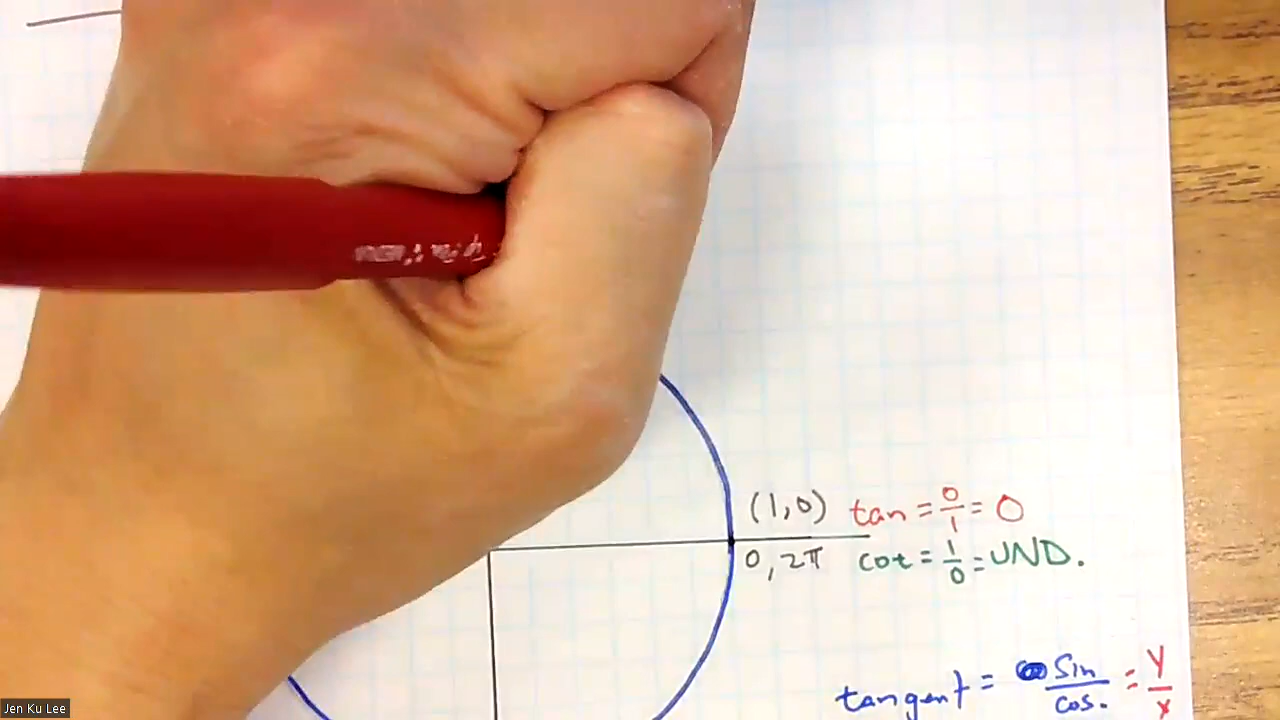 (1,0) tan = 0/1 = 0
0, 2π cot = 1/0 = UND.
tangent = Sin/cos. = Y/x
Jen Ku Lee